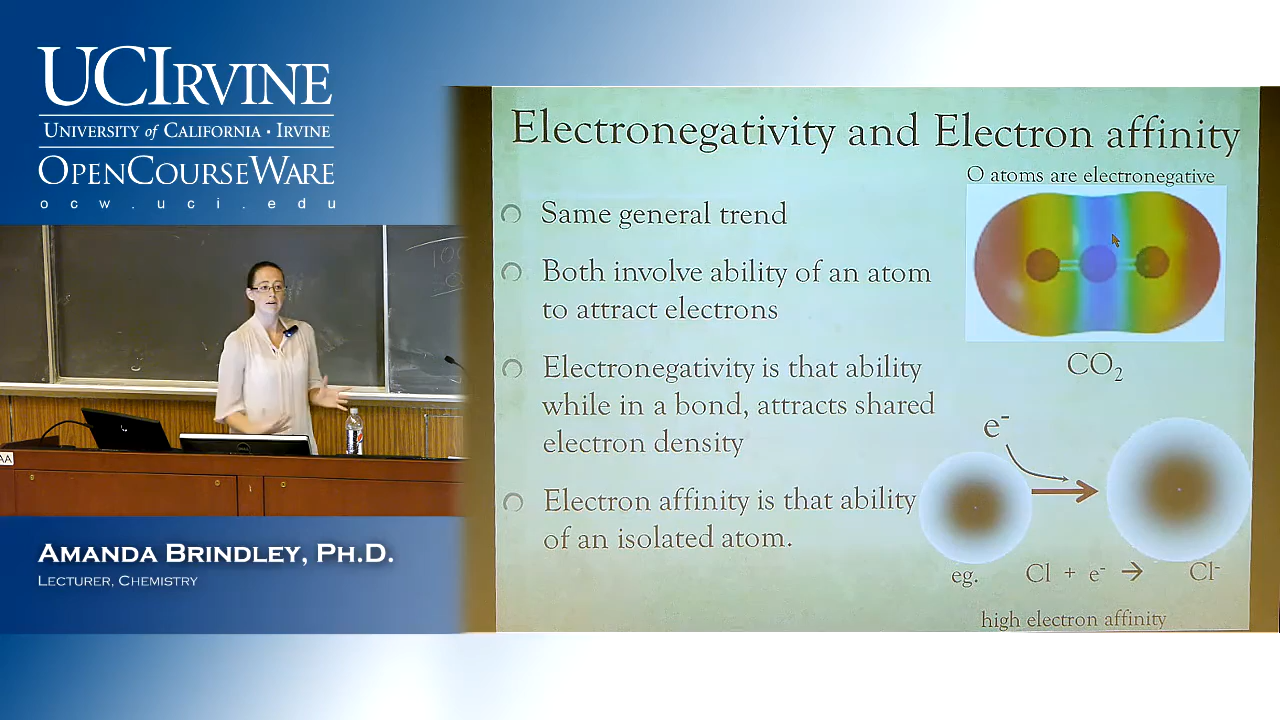 UCIRVINE
UNIVERSITY of CALIFORNIA · IRVINE
OPENCOURSEWARE
ocw.uci.edu
AMANDA BRINDLEY, PH.D.
LECTURER, CHEMISTRY
AA
Electronegativity and Electron affinity
O atoms are electronegative
Same general trend
Both involve ability of an atom
to attract electrons
CO₂
Electronegativity is that ability
while in a bond, attracts shared
electron density
e⁻
Electron affinity is that ability
of an isolated atom.
eg. Cl + e⁻ → Cl⁻
high electron affinity